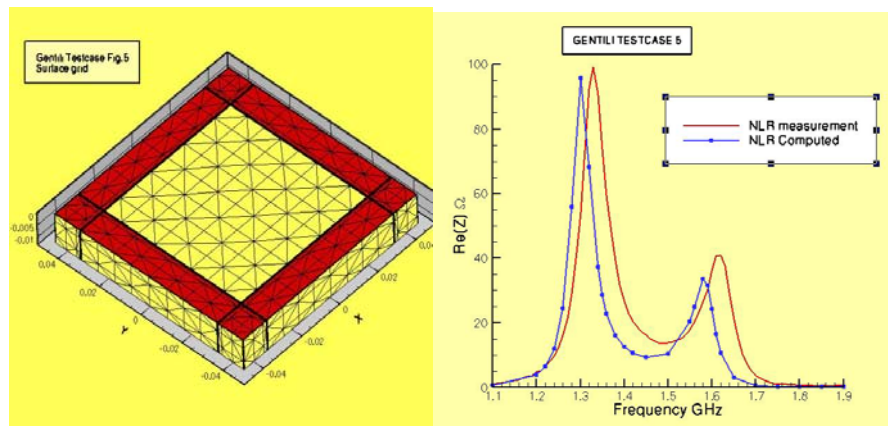 Gentili Testcase Fig.5
Surface grid
0
-0.005
-0.01
0.04
0.02
0
-0.02
-0.04
Y
0.04
0.02
0
-0.02
-0.04
X
GENTILI TESTCASE 5
NLR measurement
NLR Computed
100
80
60
40
20
0
Re(Z) Ω
1.1 1.2 1.3 1.4 1.5 1.6 1.7 1.8 1.9
Frequency GHz